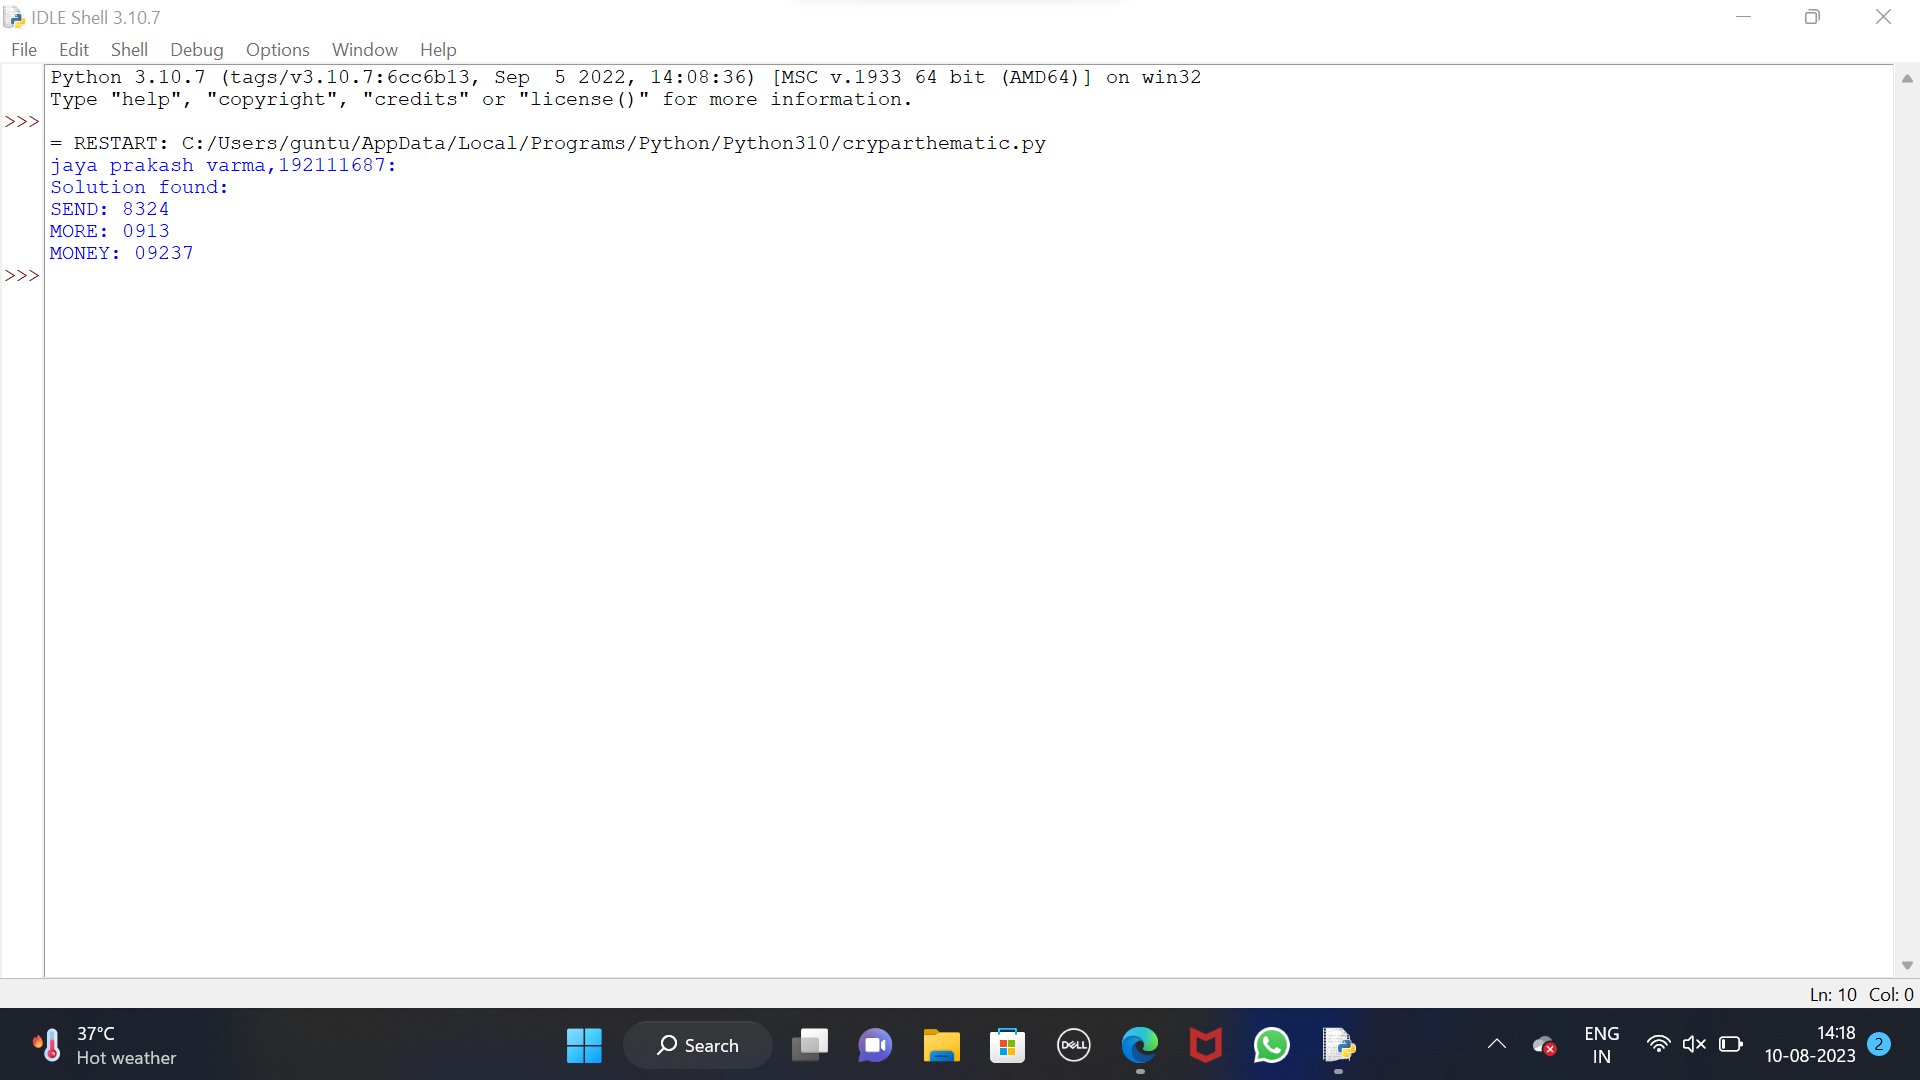 IDLE Shell 3.10.7
File Edit Shell Debug Options Window Help
Python 3.10.7 (tags/v3.10.7:6cc6b13, Sep  5 2022, 14:08:36) [MSC v.1933 64 bit (AMD64)] on win32
Type "help", "copyright", "credits" or "license()" for more information.
>>>
= RESTART: C:/Users/guntu/AppData/Local/Programs/Python/Python310/cryparthematic.py
jaya prakash varma,192111687:
Solution found:
SEND: 8324
MORE: 0913
MONEY: 09237
>>>
Ln: 10 Col: 0
37°C
Hot weather
Search
DELL
ENG
IN
14:18
10-08-2023
2